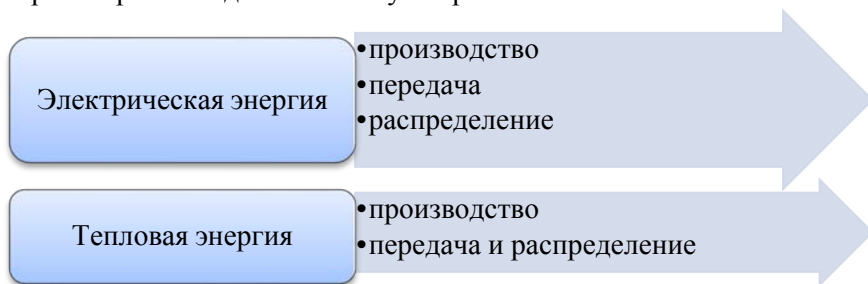 Электрическая энергия
•производство
•передача
•распределение
Тепловая энергия
•производство
•передача и распределение